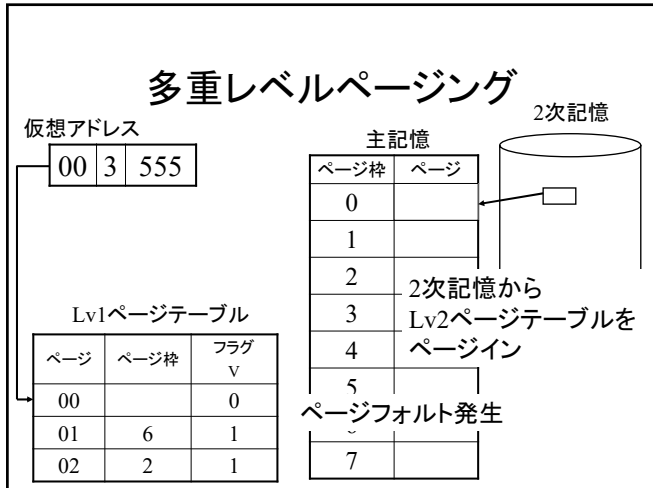 多重レベルページング
仮想アドレス
00 3 555
主記憶
2次記憶
ページ枠 ページ
0
1
2
3
4
5
7
2次記憶から
Lv2ページテーブルを
ページイン
ページフォルト発生
Lv1ページテーブル
ページ ページ枠 フラグ
V
00 0
01 6 1
02 2 1